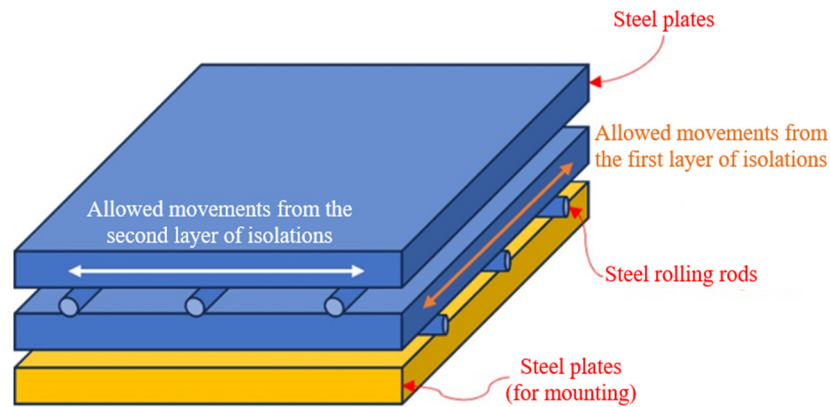 Steel plates
Allowed movements from
the first layer of isolations
Allowed movements from the
second layer of isolations
Steel rolling rods
Steel plates
(for mounting)